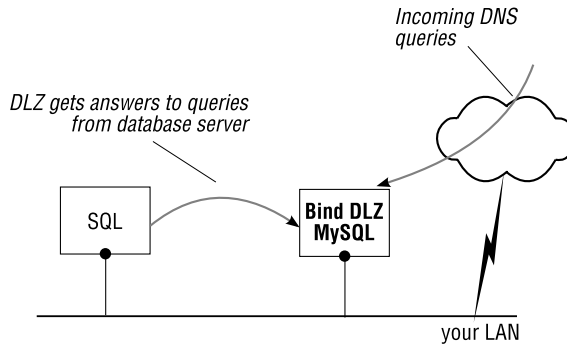 Incoming DNS
queries
DLZ gets answers to queries
from database server
SQL
Bind DLZ
MySQL
your LAN